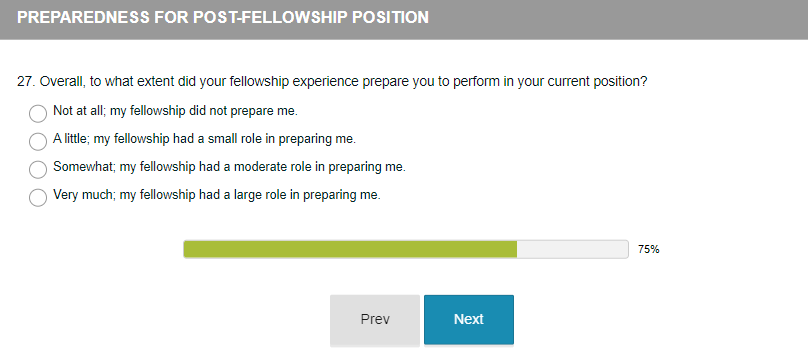 PREPAREDNESS FOR POST-FELLOWSHIP POSITION
27. Overall, to what extent did your fellowship experience prepare you to perform in your current position?
Not at all; my fellowship did not prepare me.
A little; my fellowship had a small role in preparing me.
Somewhat; my fellowship had a moderate role in preparing me.
Very much; my fellowship had a large role in preparing me.
75%
Prev
Next